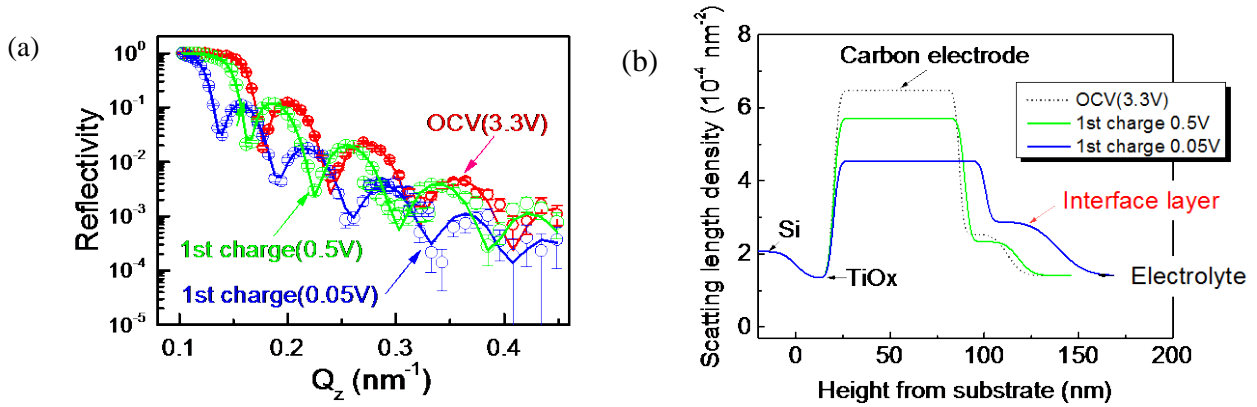 (a)
10⁰
10⁻¹
10⁻²
10⁻³
10⁻⁴
10⁻⁵
Reflectivity
OCV(3.3V)
1st charge(0.5V)
1st charge(0.05V)
0.1 0.2 0.3 0.4
Q_z (nm⁻¹)
(b)
8
6
4
2
0
Scatting length density (10⁻⁴ nm⁻²)
Carbon electrode
OCV(3.3V)
1st charge 0.5V
1st charge 0.05V
Interface layer
Si
TiOx
Electrolyte
0 50 100 150 200
Height from substrate (nm)